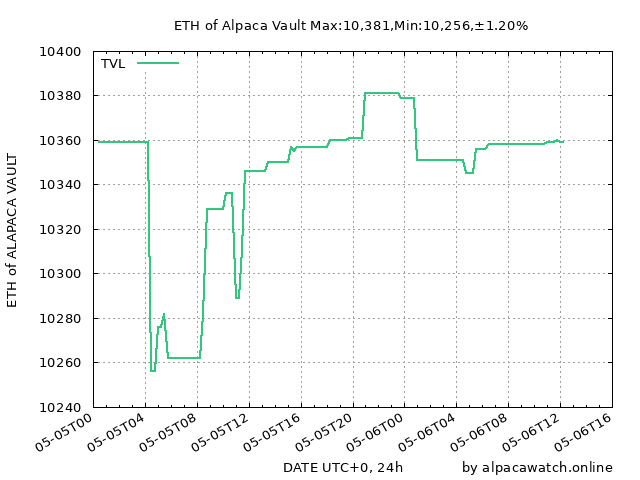 ETH of Alpaca Vault Max:10,381,Min:10,256,±1.20%
TVL
ETH of ALAPACA VAULT
10400
10380
10360
10340
10320
10300
10280
10260
10240
05-05T00
05-05T04
05-05T08
05-05T12
05-05T16
05-05T20
05-06T00
05-06T04
05-06T08
05-06T12
05-06T16
DATE UTC+0, 24h
by alpacawatch.online